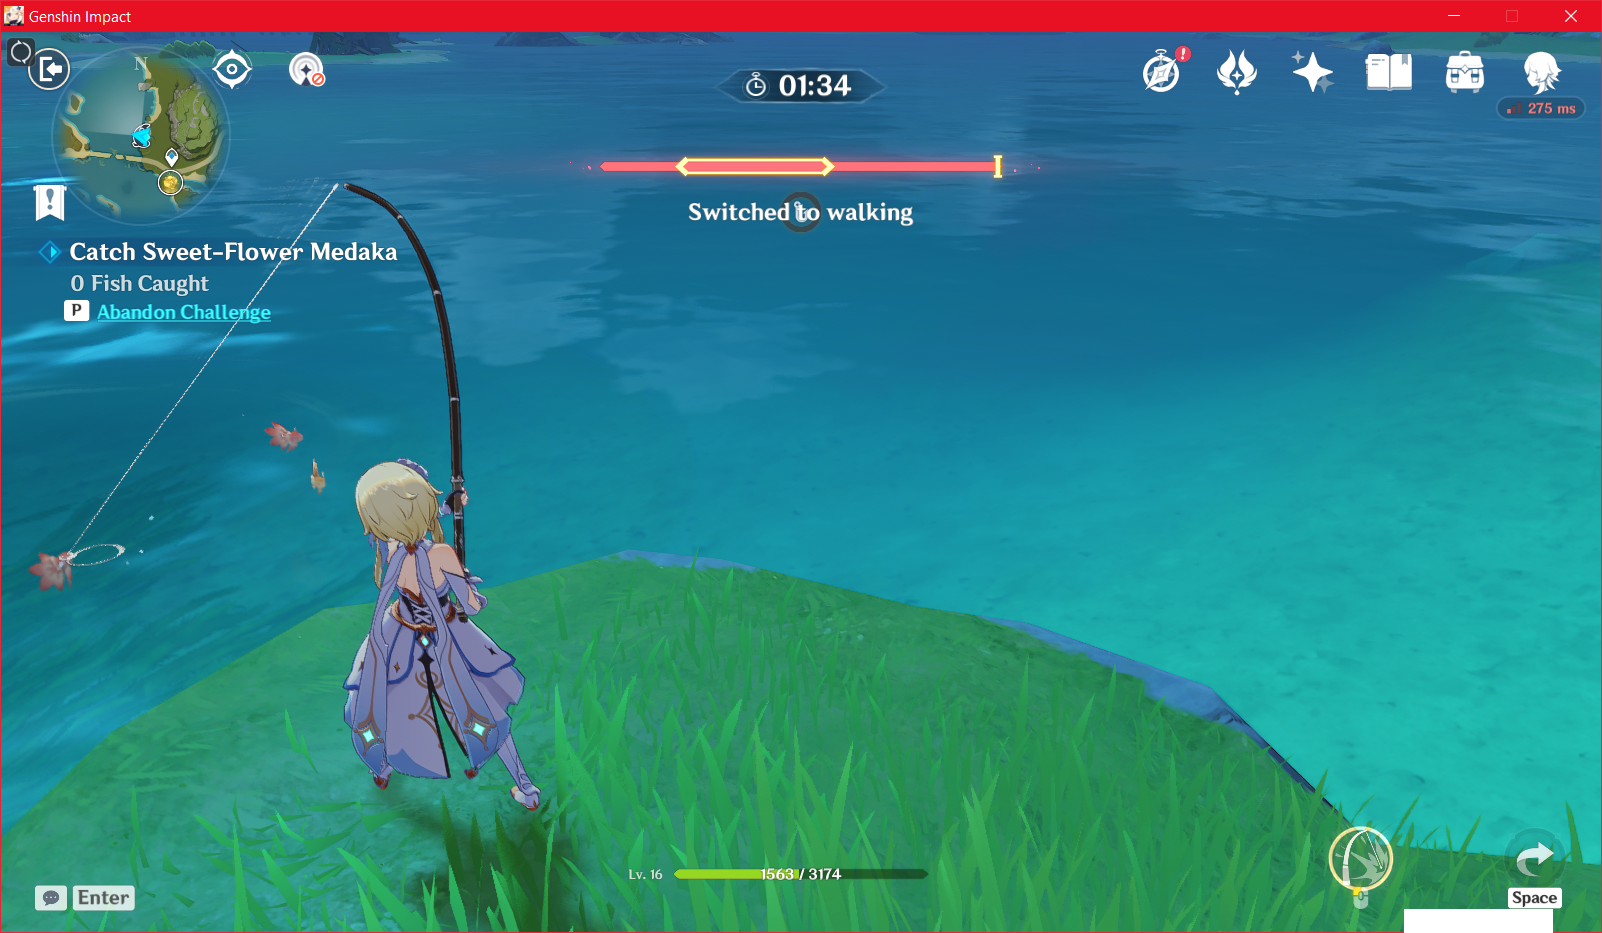 Genshin Impact
N
01:34
275 ms
Switched to walking
Catch Sweet-Flower Medaka
0 Fish Caught
P Abandon Challenge
Lv. 16 1563 / 3174
Enter
Space